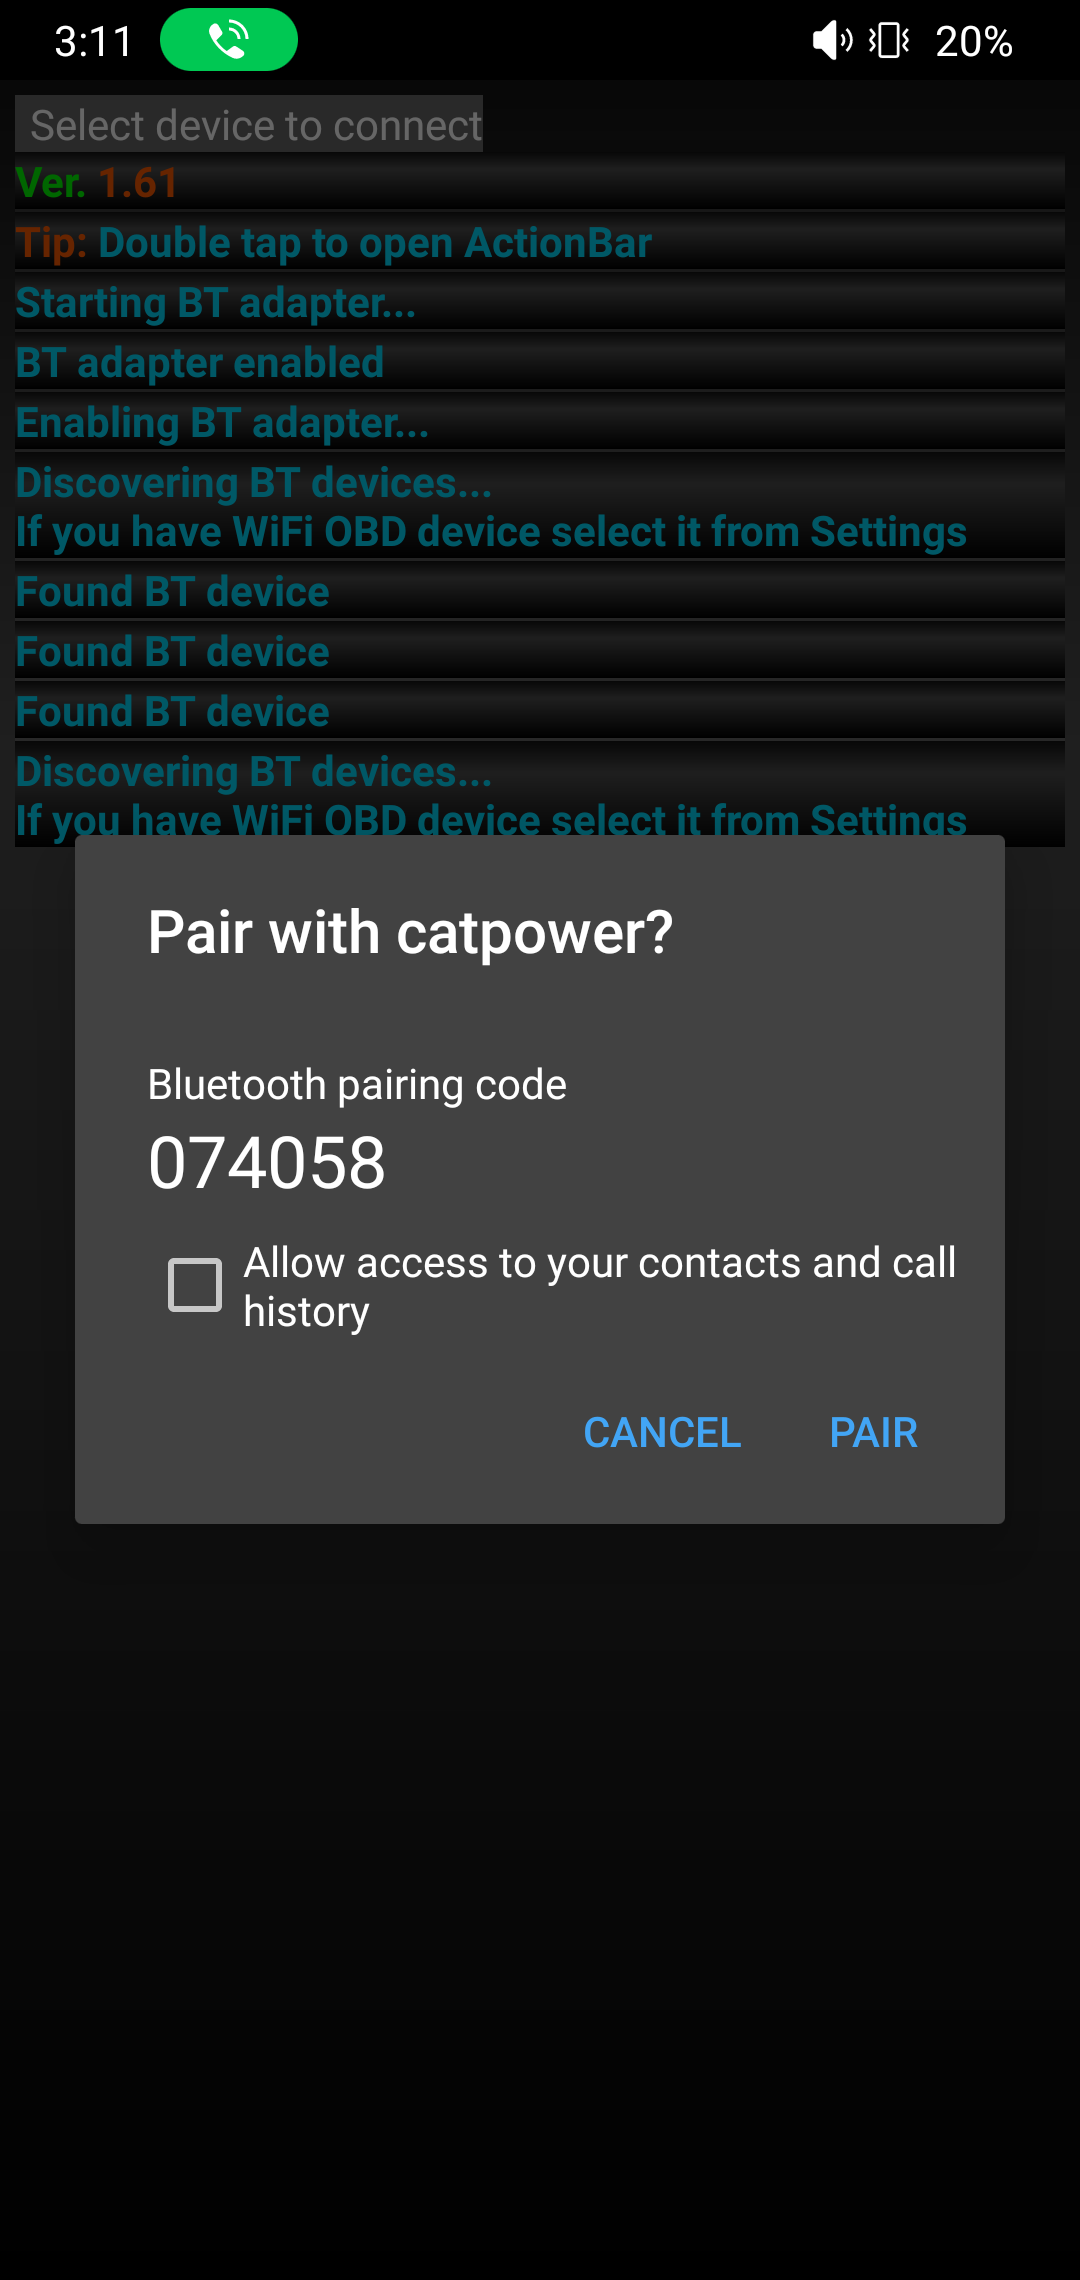 3:11
20%
Select device to connect
Ver. 1.61
Tip: Double tap to open ActionBar
Starting BT adapter...
BT adapter enabled
Enabling BT adapter...
Discovering BT devices...
If you have WiFi OBD device select it from Settings
Found BT device
Found BT device
Found BT device
Discovering BT devices...
If you have WiFi OBD device select it from Settings
Pair with catpower?
Bluetooth pairing code
074058
Allow access to your contacts and call
history
CANCEL PAIR